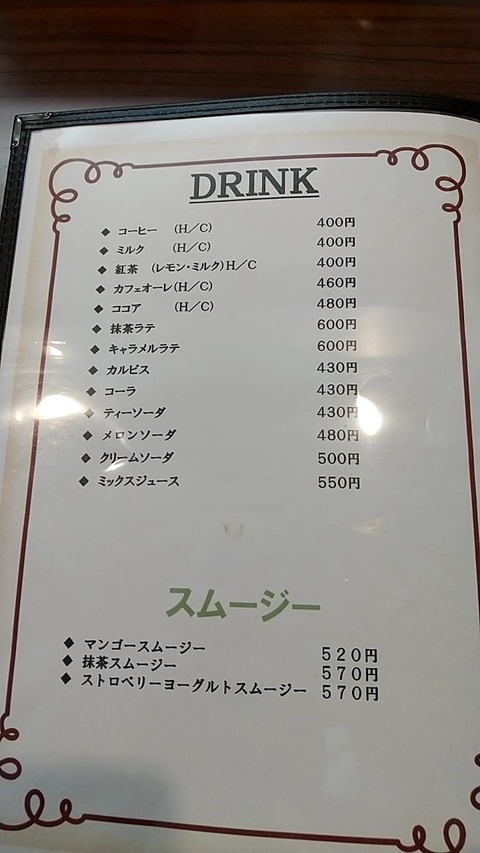 DRINK
◆ コーヒー (H/C) 400円
◆ ミルク (H/C) 400円
◆ 紅茶 (レモン・ミルク)H/C 400円
◆ カフェオーレ(H/C) 460円
◆ ココア (H/C) 480円
◆ 抹茶ラテ 600円
◆ キャラメルラテ 600円
◆ カルピス 430円
◆ コーラ 430円
◆ ティーソーダ 430円
◆ メロンソーダ 480円
◆ クリームソーダ 500円
◆ ミックスジュース 550円
スムージー
◆ マンゴースムージー 520円
◆ 抹茶スムージー 570円
◆ ストロベリーヨーグルトスムージー 570円